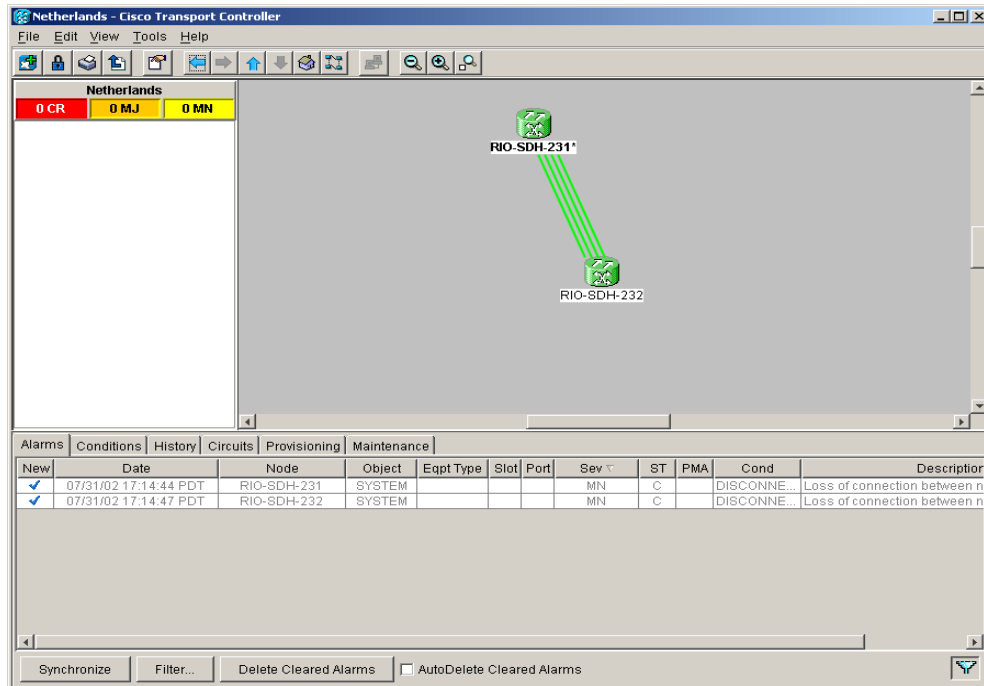 Netherlands - Cisco Transport Controller
File Edit View Tools Help
Netherlands
0 CR 0 MJ 0 MN
RIO-SDH-231*
RIO-SDH-232
Alarms Conditions History Circuits Provisioning Maintenance
New Date Node Object Eqpt Type Slot Port Sev ST PMA Cond Description
07/31/02 17:14:44 PDT RIO-SDH-231 SYSTEM MN C DISCONNE... Loss of connection between n
07/31/02 17:14:47 PDT RIO-SDH-232 SYSTEM MN C DISCONNE... Loss of connection between n
Synchronize Filter... Delete Cleared Alarms AutoDelete Cleared Alarms